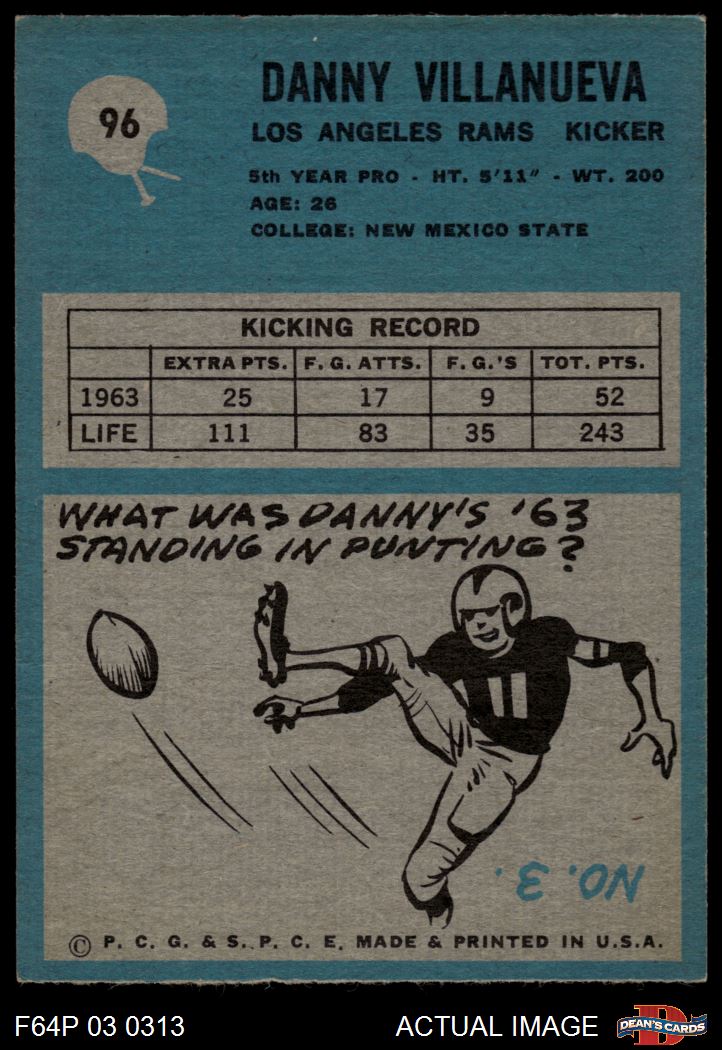 96
DANNY VILLANUEVA
LOS ANGELES RAMS KICKER
5th YEAR PRO - HT. 5'11" - WT. 200
AGE: 26
COLLEGE: NEW MEXICO STATE
KICKING RECORD
EXTRA PTS. F. G. ATTS. F. G.'S TOT. PTS.
1963 25 17 9 52
LIFE 111 83 35 243
WHAT WAS DANNY'S '63
STANDING IN PUNTING?
11
NO. 3.
© P. C. G. & S. P. C. E. MADE & PRINTED IN U.S.A.
F64P 03 0313 ACTUAL IMAGE D DEAN'S CARDS